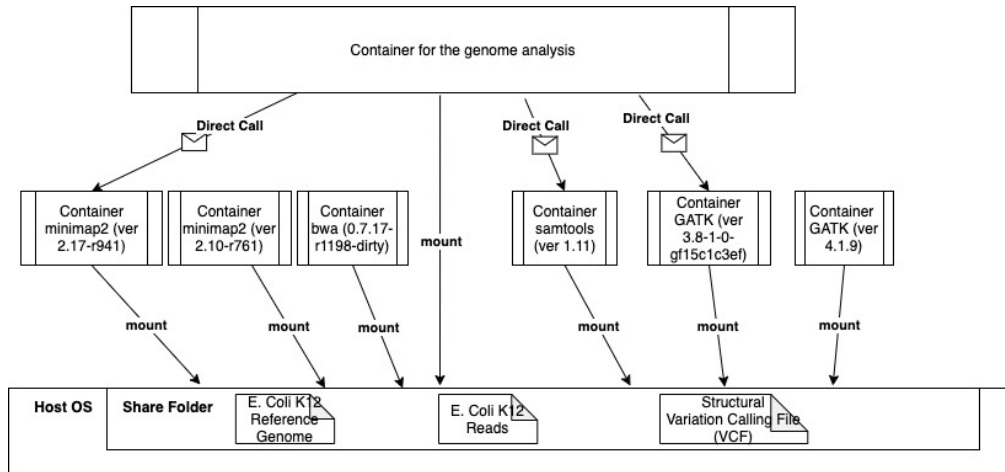 Container for the genome analysis
Direct Call
Direct Call
Direct Call
Container
minimap2 (ver
2.17-r941)
Container
minimap2 (ver
2.10-r761)
Container
bwa (0.7.17-
r1198-dirty)
mount
Container
samtools
(ver 1.11)
Container
GATK (ver
3.8-1-0-
gf15c1c3ef)
Container
GATK (ver
4.1.9)
mount
mount
mount
mount
mount
mount
Host OS
Share Folder
E. Coli K12
Reference
Genome
E. Coli K12
Reads
Structural
Variation Calling File
(VCF)